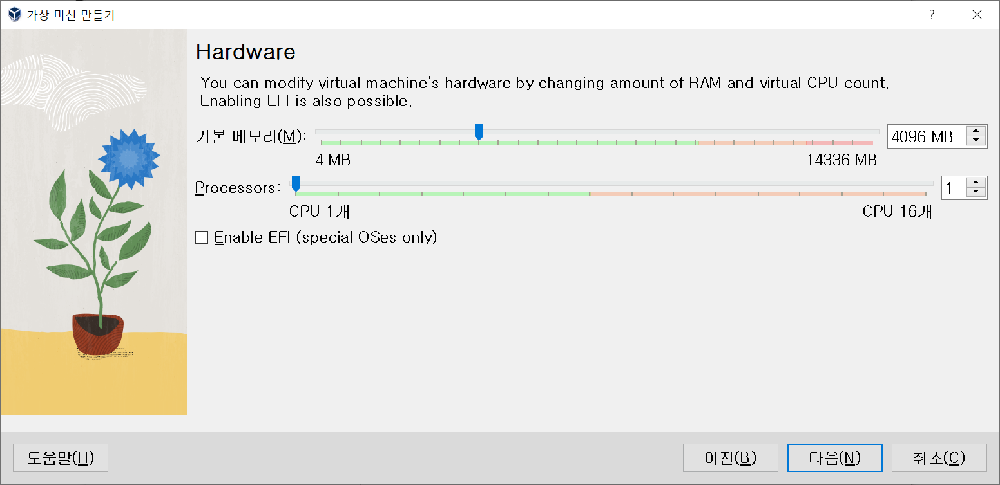 가상 머신 만들기
Hardware
You can modify virtual machine's hardware by changing amount of RAM and virtual CPU count.
Enabling EFI is also possible.
기본 메모리(M): 4096 MB
4 MB 14336 MB
Processors: 1
CPU 1개 CPU 16개
Enable EFI (special OSes only)
도움말(H) 이전(B) 다음(N) 취소(C)